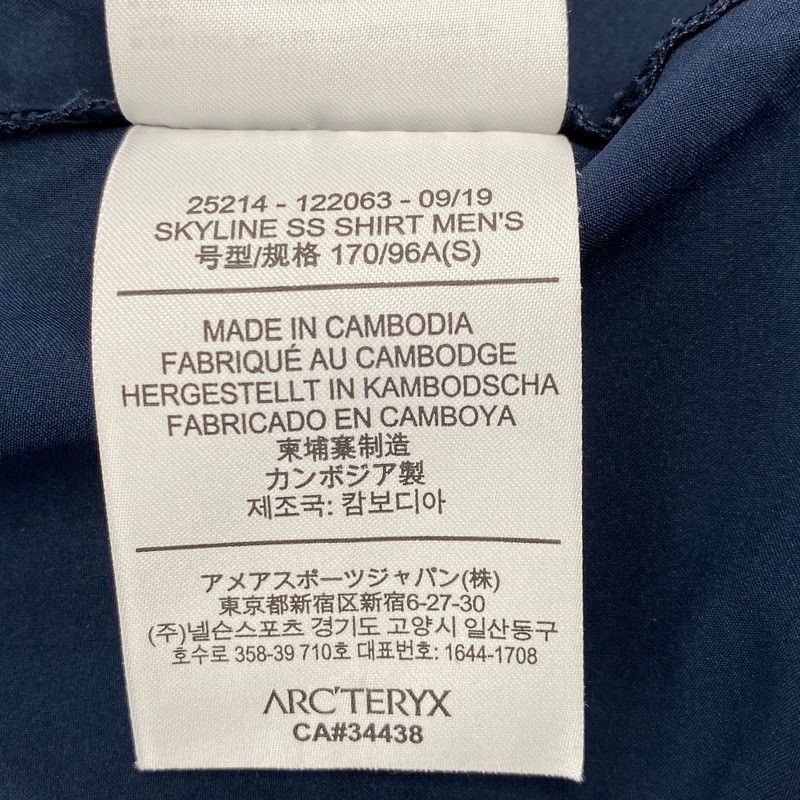 25214 - 122063 - 09/19
SKYLINE SS SHIRT MEN'S
号型/规格 170/96A(S)
MADE IN CAMBODIA
FABRIQUÉ AU CAMBODGE
HERGESTELLT IN KAMBODSCHA
FABRICADO EN CAMBOYA
柬埔寨制造
カンボジア製
제조국: 캄보디아
アメアスポーツジャパン(株)
東京都新宿区新宿6-27-30
(주)넬슨스포츠 경기도 고양시 일산동구
호수로 358-39 710호 대표번호: 1644-1708
ARC'TERYX
CA#34438